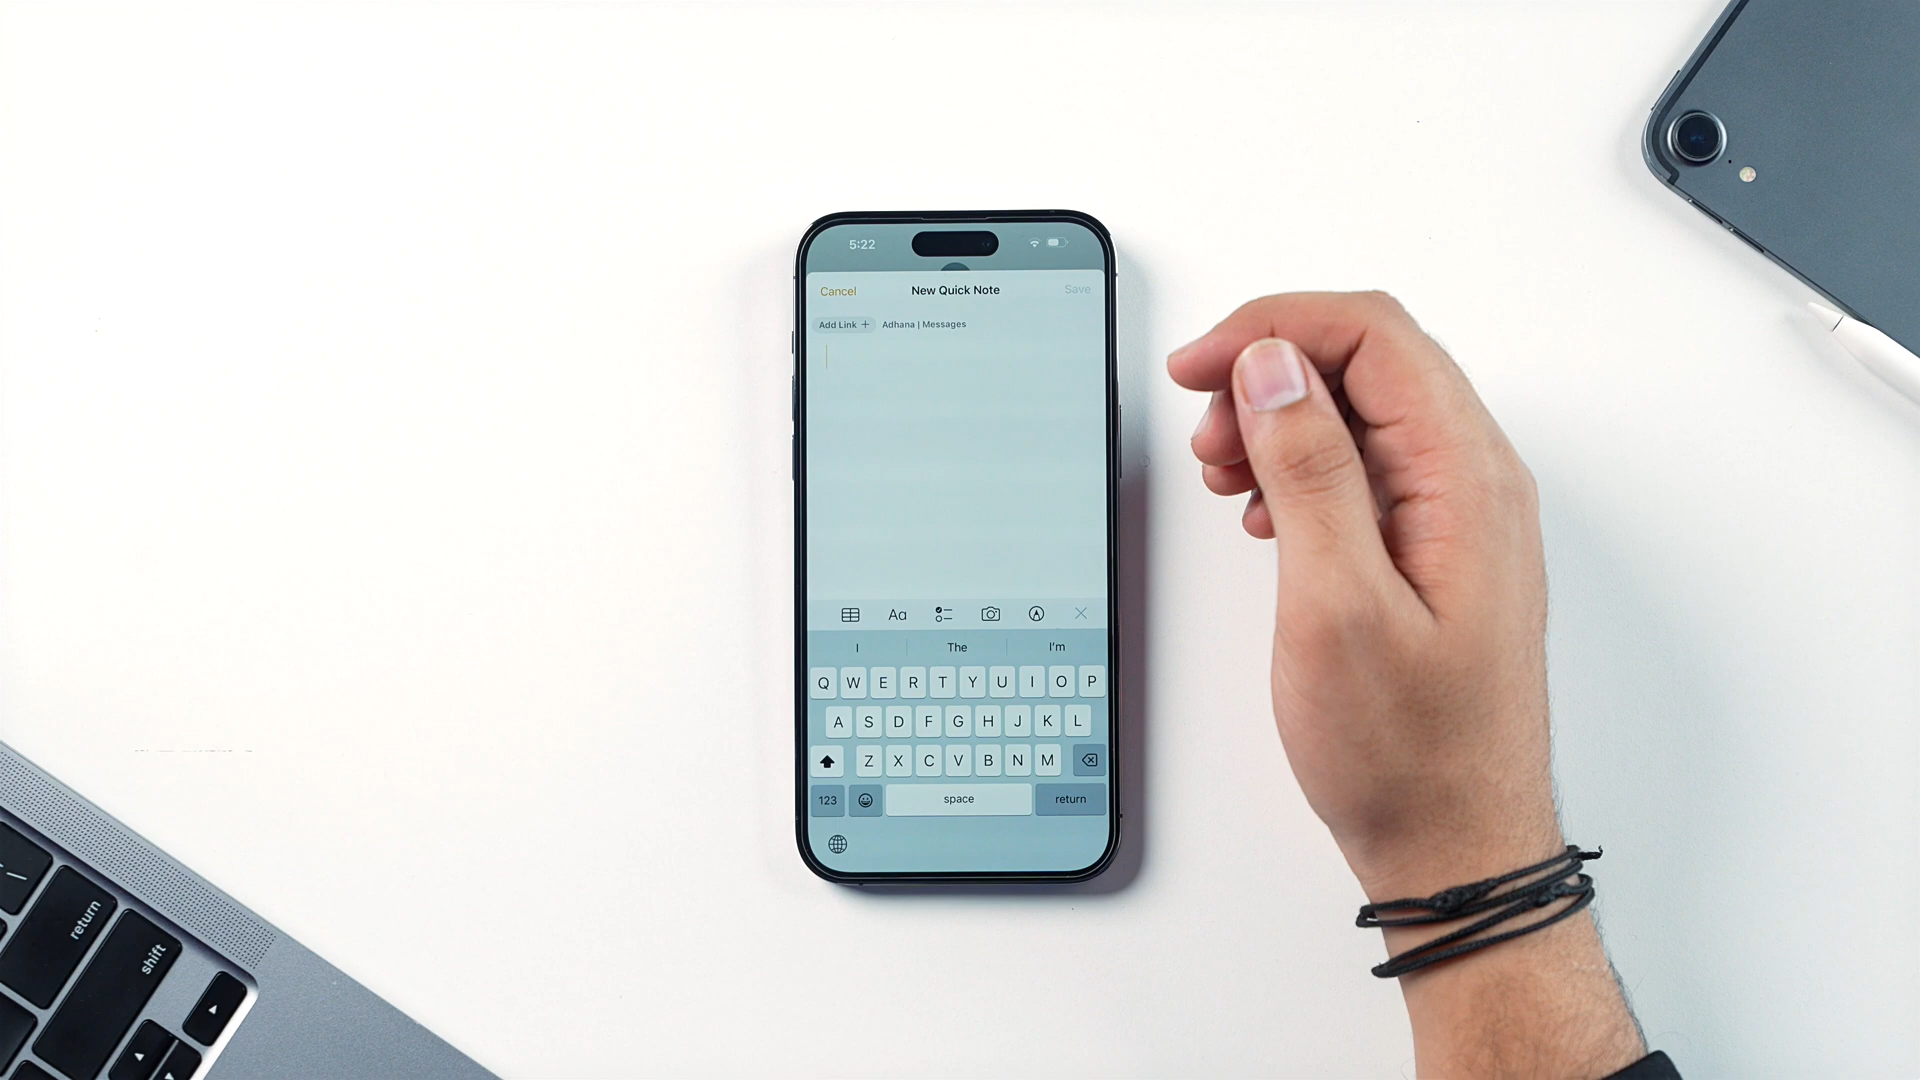 5:22
Cancel New Quick Note Save
Add Link + Adhana | Messages
Aa
I The I'm
Q W E R T Y U I O P
A S D F G H J K L
Z X C V B N M
123 space return
return
shift